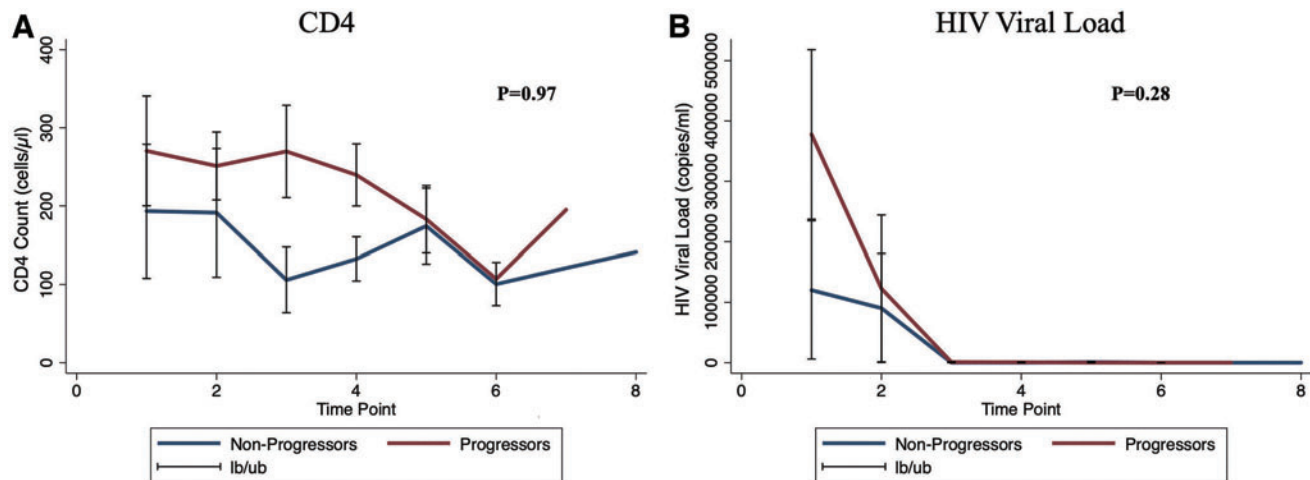 A
CD4
CD4 Count (cells/µl)
400
300
200
100
0
P=0.97
0 2 4 6 8
Time Point
Non-Progressors Progressors
lb/ub
B
HIV Viral Load
HIV Viral Load (copies/ml)
500000
400000
300000
200000
100000
0
P=0.28
0 2 4 6 8
Time Point
Non-Progressors Progressors
lb/ub